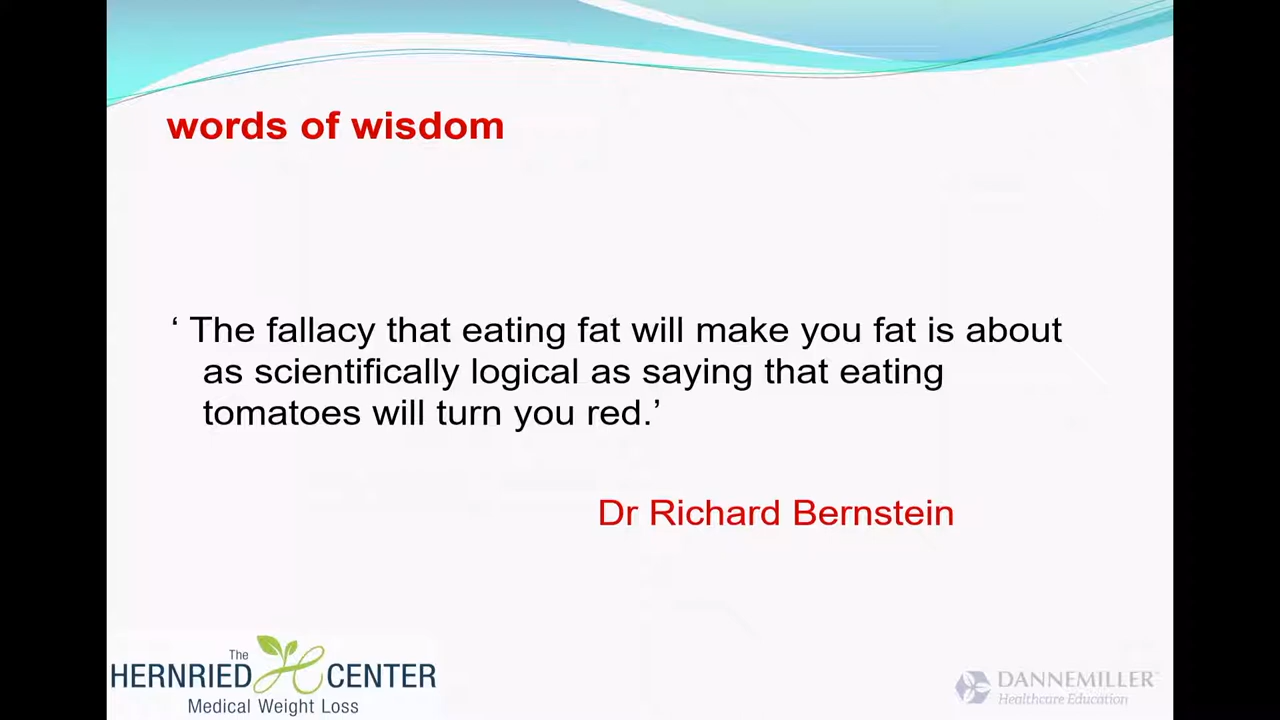 words of wisdom
‘ The fallacy that eating fat will make you fat is about
as scientifically logical as saying that eating
tomatoes will turn you red.’
Dr Richard Bernstein
The
HERNRIED CENTER
Medical Weight Loss
DANNEMILLER
Healthcare Education